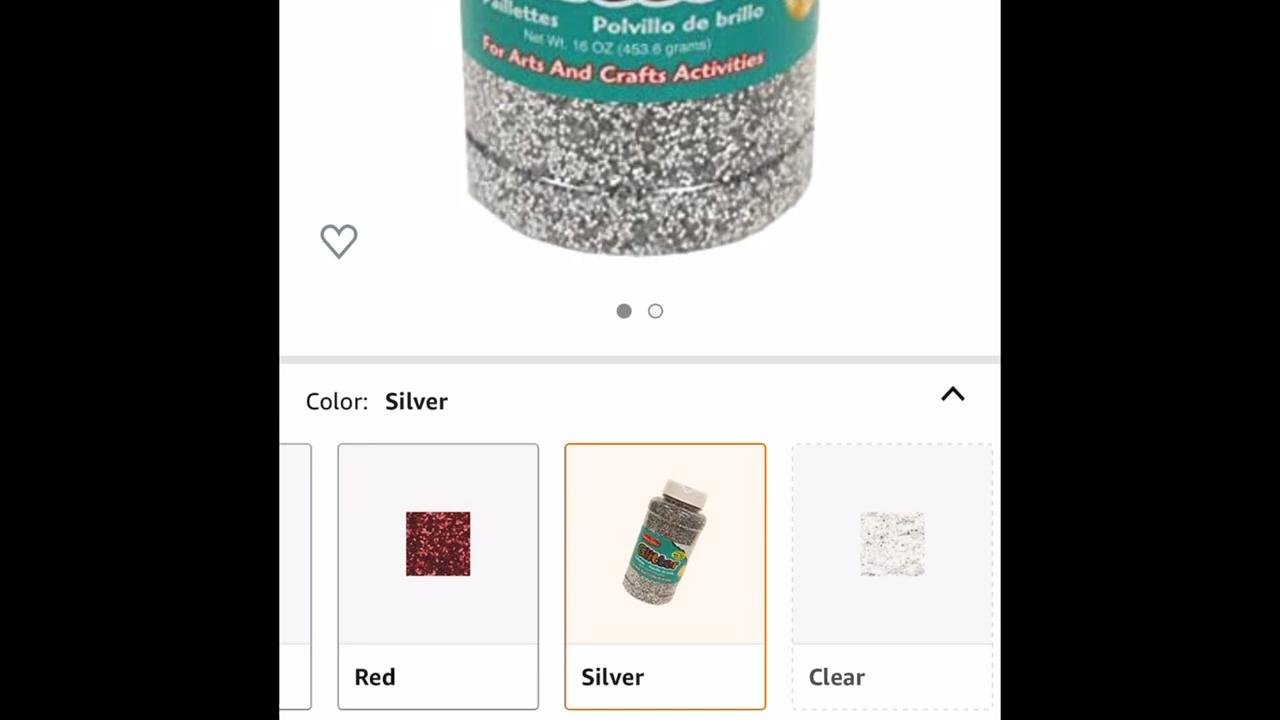 Paillettes Polvillo de brillo
Net Wt. 16 OZ (453.6 grams)
For Arts And Crafts Activities
Color: Silver
Glitter
Red
Silver
Clear